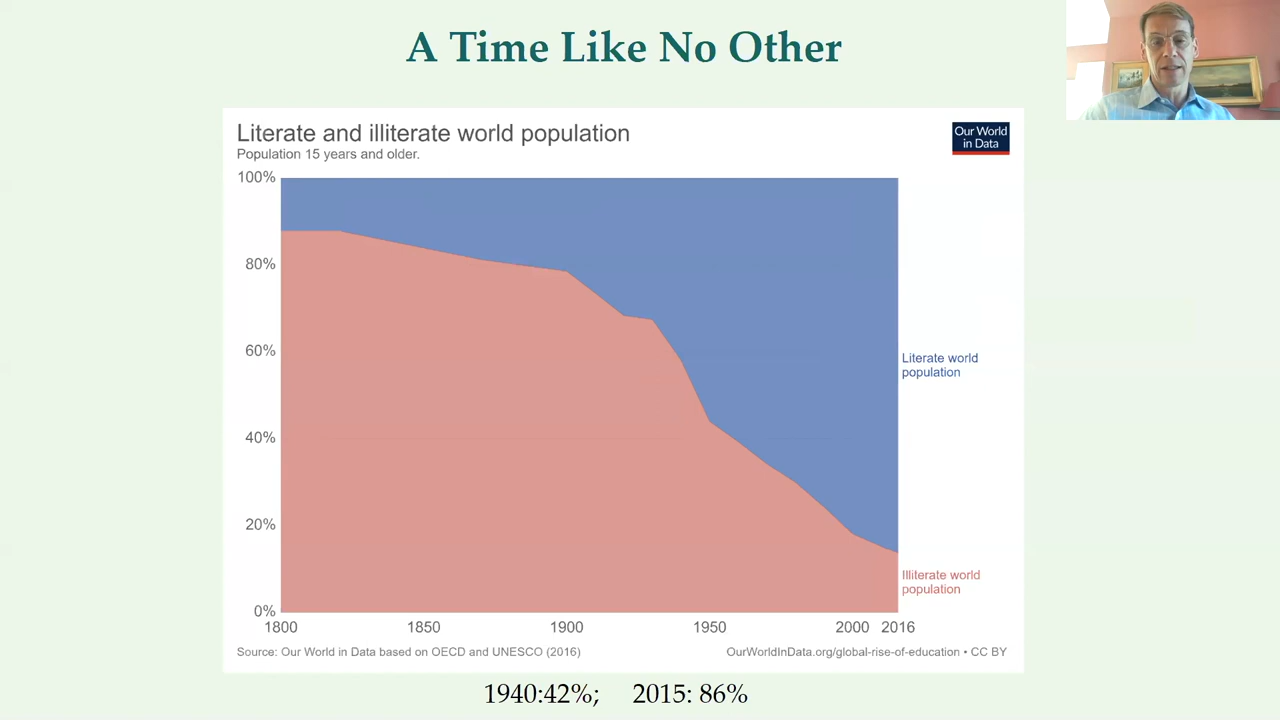 A Time Like No Other
Literate and illiterate world population
Population 15 years and older.
Our World
in Data
100%
80%
60%
40%
20%
0%
Literate world
population
Illiterate world
population
1800 1850 1900 1950 2000 2016
Source: Our World in Data based on OECD and UNESCO (2016) OurWorldInData.org/global-rise-of-education • CC BY
1940:42%; 2015: 86%